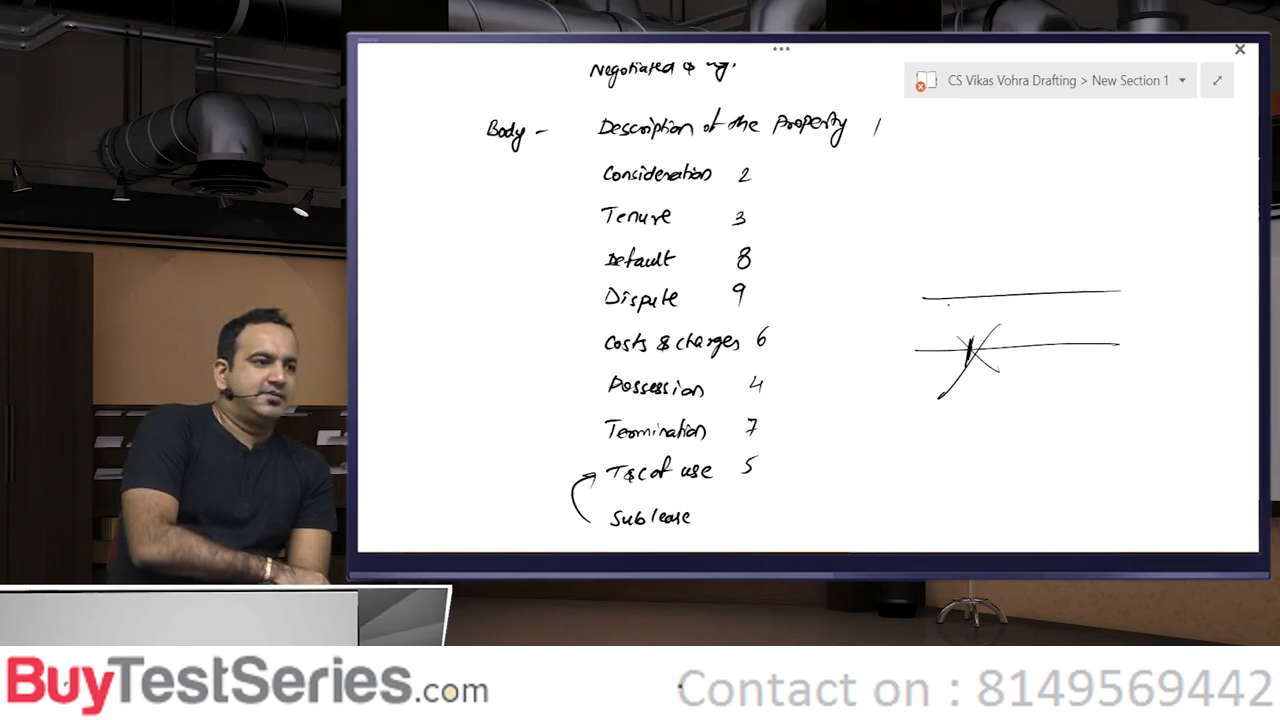 Negotiated &
CS Vikas Vohra Drafting > New Section 1
Body - Description of the Property 1
Consideration 2
Tenure 3
Default 8
Dispute 9
Costs & charges 6
Possession 4
Termination 7
T&C of use 5
Sublease
BuyTestSeries.com
Contact on : 8149569442